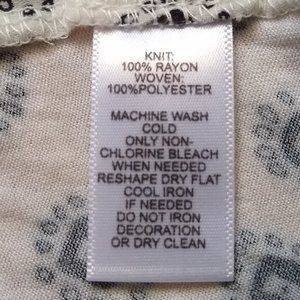 KNIT:
100% RAYON
WOVEN:
100%POLYESTER
MACHINE WASH
COLD
ONLY NON-
CHLORINE BLEACH
WHEN NEEDED
RESHAPE DRY FLAT
COOL IRON
IF NEEDED
DO NOT IRON
DECORATION
OR DRY CLEAN